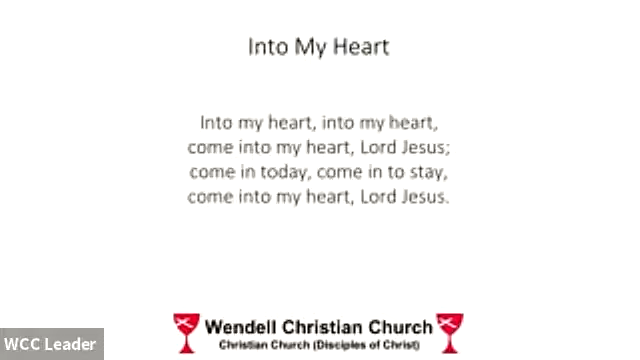 Into My Heart
Into my heart, into my heart,
come into my heart, Lord Jesus;
come in today, come in to stay,
come into my heart, Lord Jesus.
Wendell Christian Church
Christian Church (Disciples of Christ)
WCC Leader